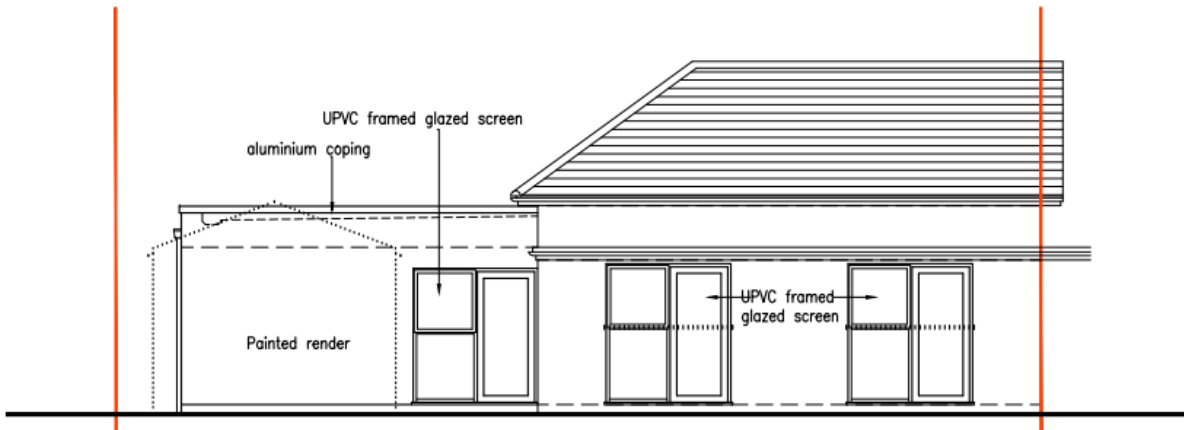 UPVC framed glazed screen
aluminium coping
UPVC framed
glazed screen
Painted render